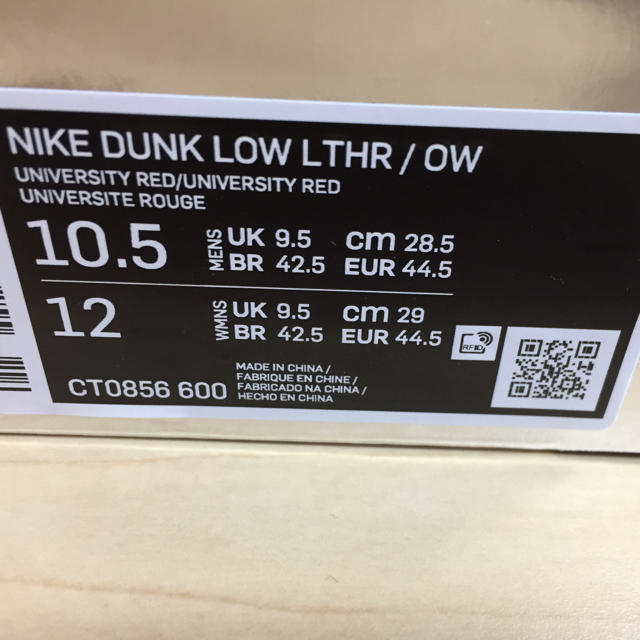 NIKE DUNK LOW LTHR / OW
UNIVERSITY RED/UNIVERSITY RED
UNIVERSITE ROUGE
10.5 MENS UK 9.5 cm 28.5
BR 42.5 EUR 44.5
12 WMNS UK 9.5 cm 29
BR 42.5 EUR 44.5
RFID
CT0856 600
MADE IN CHINA /
FABRIQUE EN CHINE /
FABRICADO NA CHINA /
HECHO EN CHINA